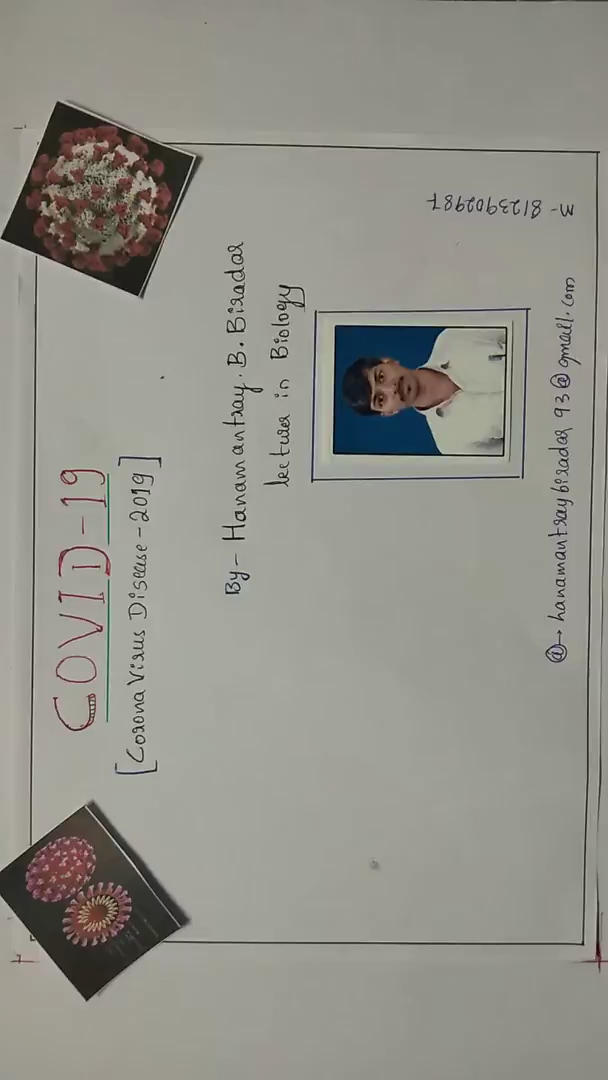 COVID-19
[Corona Virus Disease - 2019]
By - Hanamantray. B. Biradar
lecturer in Biology
M- 8123902987
@→ hanamantraybiradar93@gmail.com